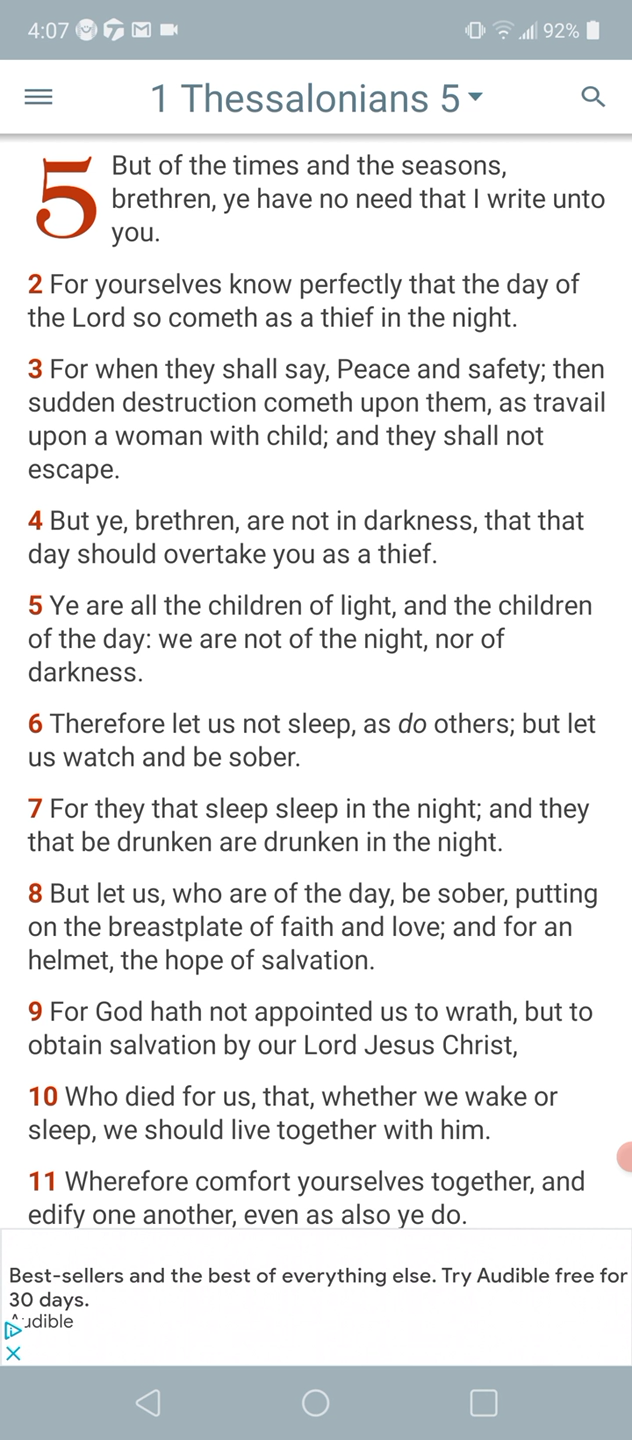 4:07
92%
1 Thessalonians 5
5 But of the times and the seasons,
brethren, ye have no need that I write unto
you.
2 For yourselves know perfectly that the day of
the Lord so cometh as a thief in the night.
3 For when they shall say, Peace and safety; then
sudden destruction cometh upon them, as travail
upon a woman with child; and they shall not
escape.
4 But ye, brethren, are not in darkness, that that
day should overtake you as a thief.
5 Ye are all the children of light, and the children
of the day: we are not of the night, nor of
darkness.
6 Therefore let us not sleep, as do others; but let
us watch and be sober.
7 For they that sleep sleep in the night; and they
that be drunken are drunken in the night.
8 But let us, who are of the day, be sober, putting
on the breastplate of faith and love; and for an
helmet, the hope of salvation.
9 For God hath not appointed us to wrath, but to
obtain salvation by our Lord Jesus Christ,
10 Who died for us, that, whether we wake or
sleep, we should live together with him.
11 Wherefore comfort yourselves together, and
edify one another, even as also ye do.
Best-sellers and the best of everything else. Try Audible free for
30 days.
Audible